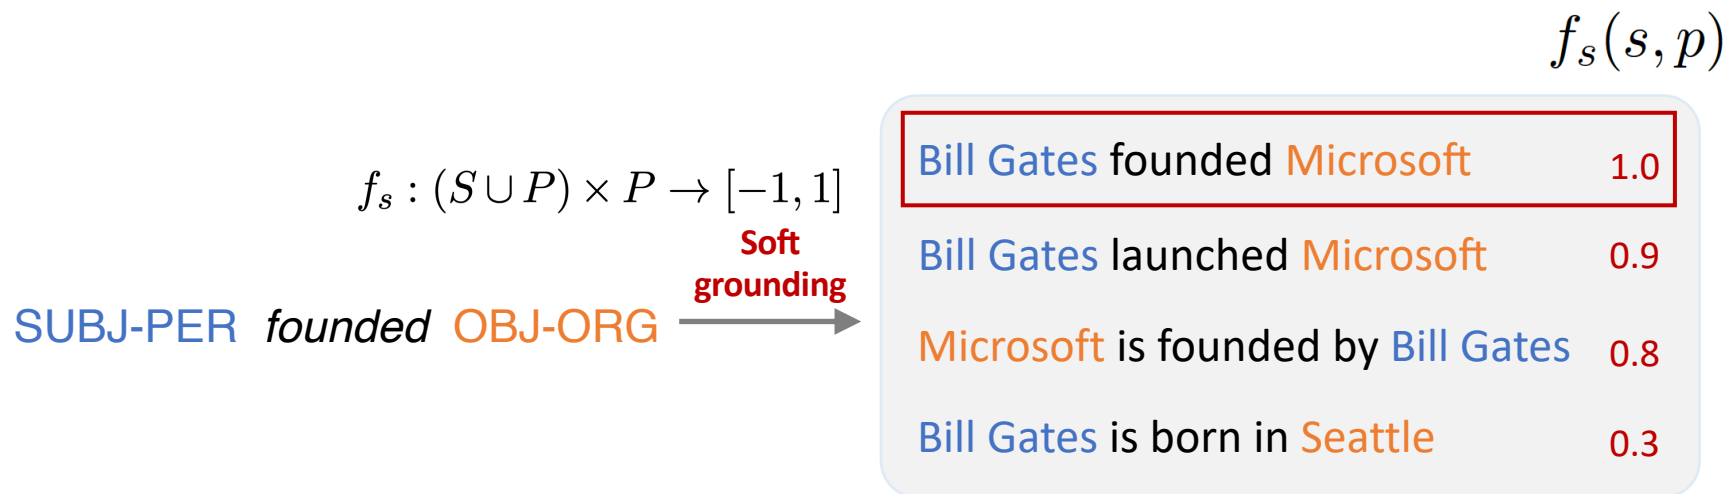 f_s(s, p)
f_s : (S ∪ P) × P → [−1, 1]
Soft
grounding
SUBJ-PER founded OBJ-ORG
Bill Gates founded Microsoft 1.0
Bill Gates launched Microsoft 0.9
Microsoft is founded by Bill Gates 0.8
Bill Gates is born in Seattle 0.3